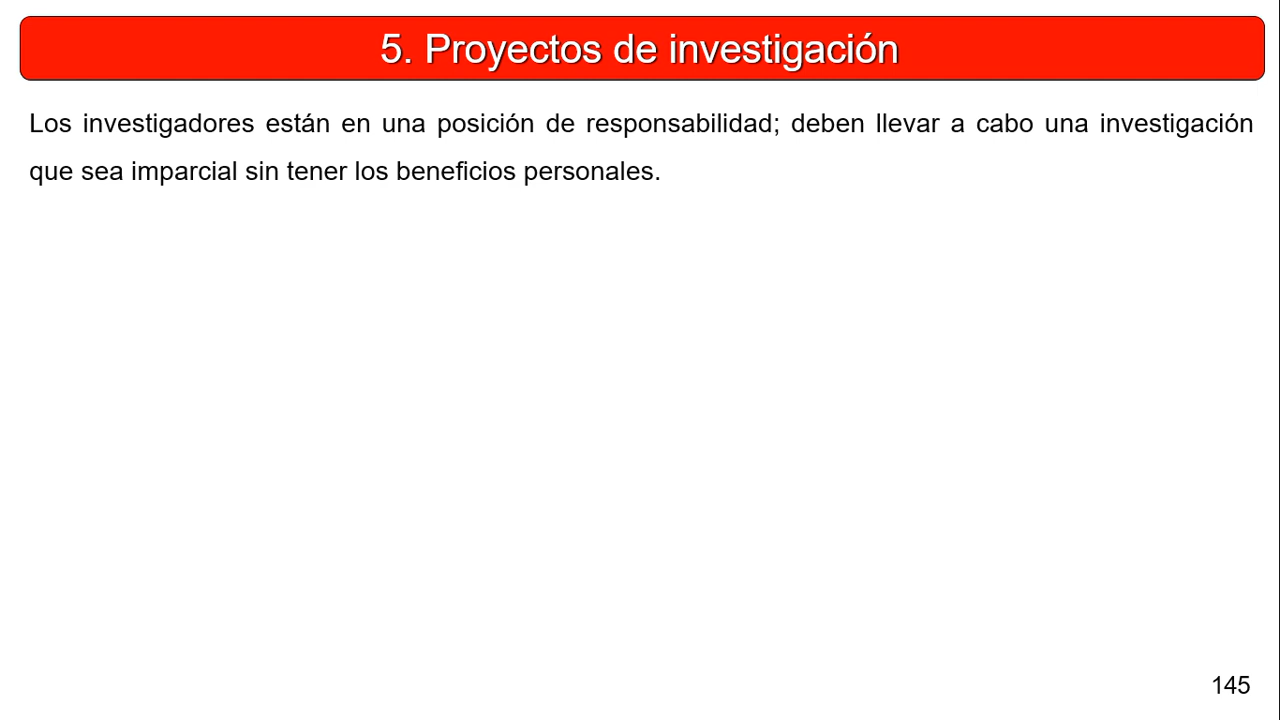 5. Proyectos de investigación
Los investigadores están en una posición de responsabilidad; deben llevar a cabo una investigación
que sea imparcial sin tener los beneficios personales.
145